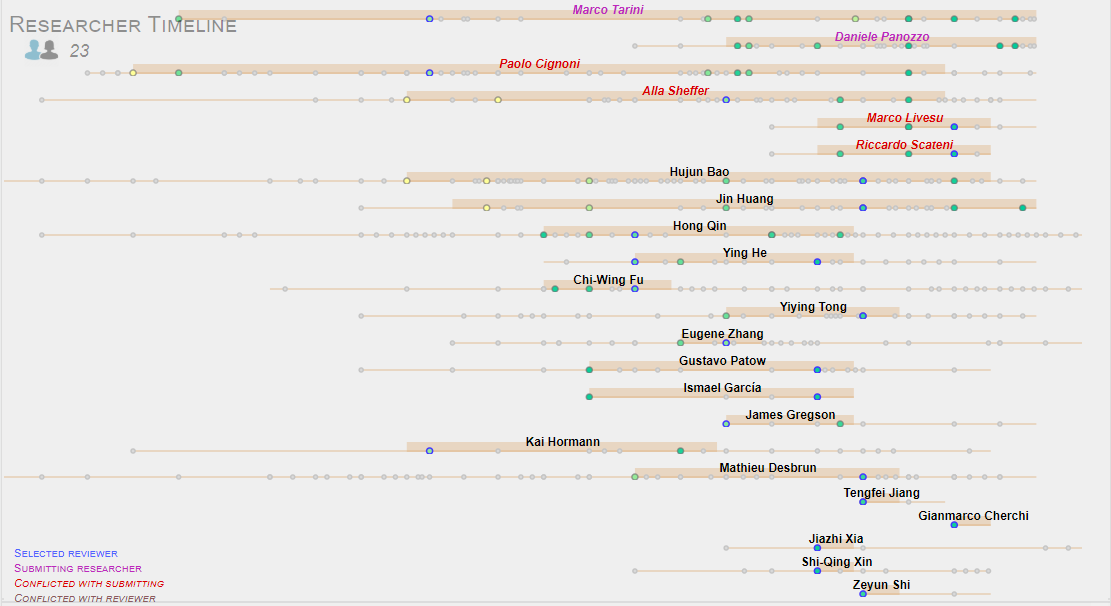 Researcher Timeline
23
Marco Tarini
Daniele Panozzo
Paolo Cignoni
Alla Sheffer
Marco Livesu
Riccardo Scateni
Hujun Bao
Jin Huang
Hong Qin
Ying He
Chi-Wing Fu
Yiying Tong
Eugene Zhang
Gustavo Patow
Ismael García
James Gregson
Kai Hormann
Mathieu Desbrun
Tengfei Jiang
Gianmarco Cherchi
Jiazhi Xia
Shi-Qing Xin
Zeyun Shi
Selected reviewer
Submitting researcher
Conflicted with submitting
Conflicted with reviewer